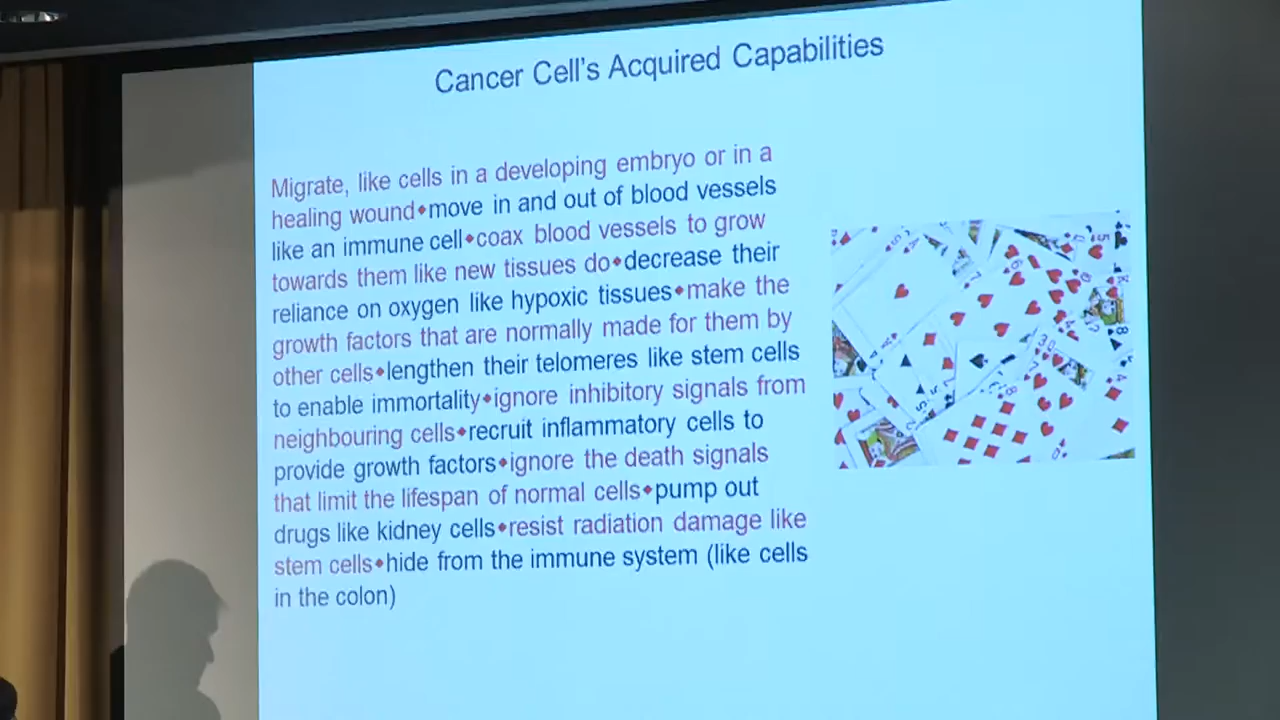 Cancer Cell's Acquired Capabilities
Migrate, like cells in a developing embryo or in a
healing wound•move in and out of blood vessels
like an immune cell•coax blood vessels to grow
towards them like new tissues do•decrease their
reliance on oxygen like hypoxic tissues•make the
growth factors that are normally made for them by
other cells•lengthen their telomeres like stem cells
to enable immortality•ignore inhibitory signals from
neighbouring cells•recruit inflammatory cells to
provide growth factors•ignore the death signals
that limit the lifespan of normal cells•pump out
drugs like kidney cells•resist radiation damage like
stem cells•hide from the immune system (like cells
in the colon)